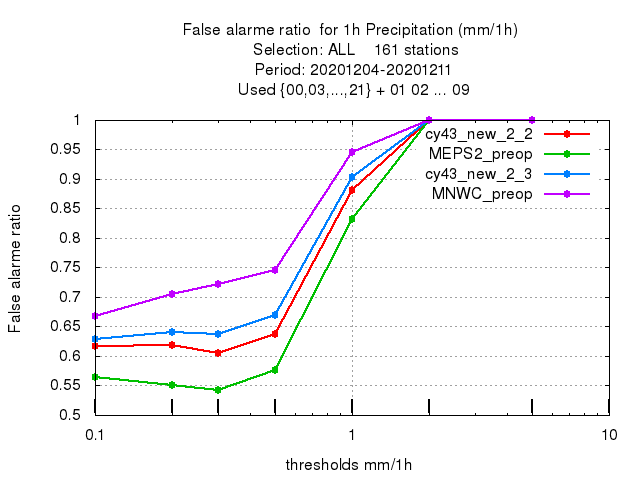 False alarme ratio  for 1h Precipitation (mm/1h)
Selection: ALL    161 stations
Period: 20201204-20201211
Used {00,03,...,21} + 01 02 ... 09
1
0.95
0.9
0.85
0.8
0.75
0.7
0.65
0.6
0.55
0.5
False alarme ratio
cy43_new_2_2
MEPS2_preop
cy43_new_2_3
MNWC_preop
0.1
1
10
thresholds mm/1h